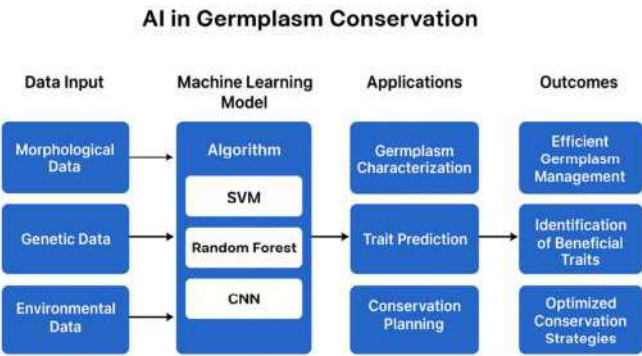 AI in Germplasm Conservation
Data Input
Machine Learning
Model
Applications
Outcomes
Morphological
Data
Genetic Data
Environmental
Data
Algorithm
SVM
Random Forest
CNN
Germplasm
Characterization
Trait Prediction
Conservation
Planning
Efficient
Germplasm
Management
Identification
of Beneficial
Traits
Optimized
Conservation
Strategies